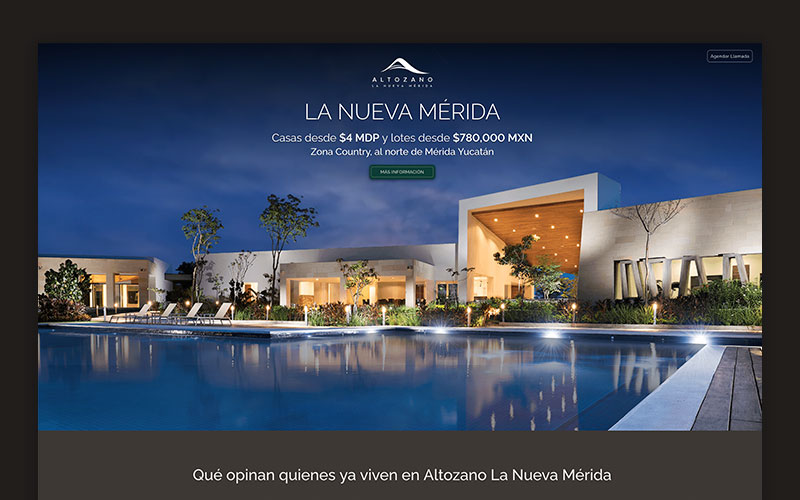 Agendar Llamada
ALTOZANO
LA NUEVA MÉRIDA
LA NUEVA MÉRIDA
Casas desde $4 MDP y lotes desde $780,000 MXN
Zona Country, al norte de Mérida Yucatán
MÁS INFORMACIÓN
Qué opinan quienes ya viven en Altozano La Nueva Mérida